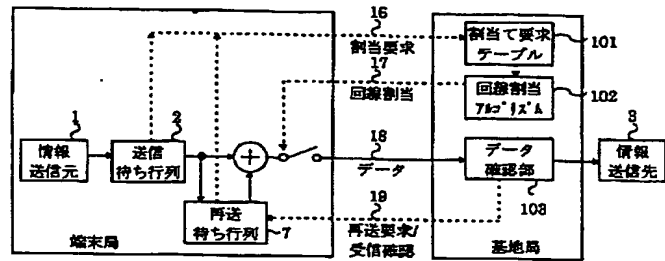 16
割当要求
17
回線割当
割当て要求
テーブル
101
回線割当
アルゴリズム
102
1
情報
送信元
2
送信
待ち行列
18
データ
データ
確認部
103
8
情報
送信先
再送
待ち行列
7
19
再送要求/
受信確認
端末局
基地局